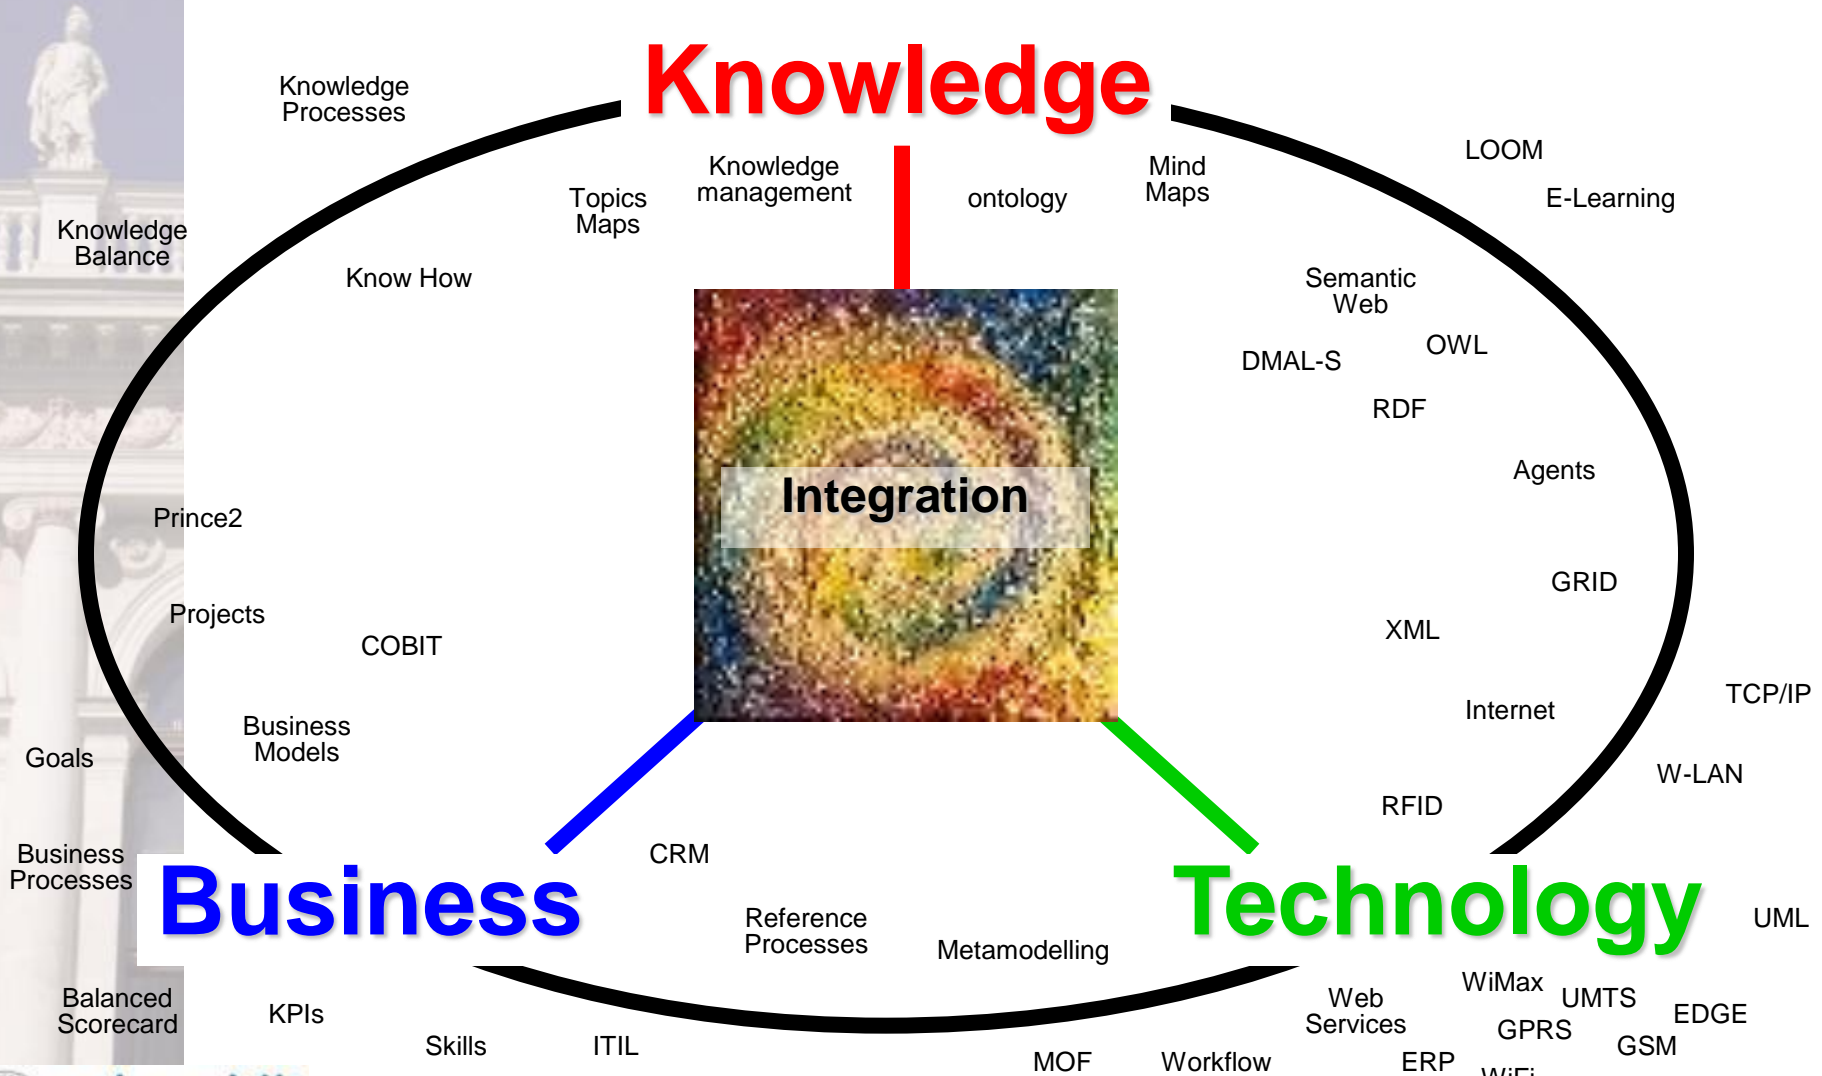 Knowledge
Knowledge
Processes
LOOM
Knowledge
management
Mind
Maps
Topics
Maps
ontology
E-Learning
Knowledge
Balance
Know How
Semantic
Web
OWL
DMAL-S
RDF
Agents
Integration
Prince2
GRID
Projects
COBIT
XML
TCP/IP
Internet
Business
Models
Goals
W-LAN
RFID
CRM
Business
Processes
Business
Technology
Reference
Processes
Metamodelling
UML
WiMax
UMTS
Balanced
Scorecard
KPIs
Web
Services
EDGE
GPRS
Skills
ITIL
GSM
MOF
Workflow
ERP
WiFi